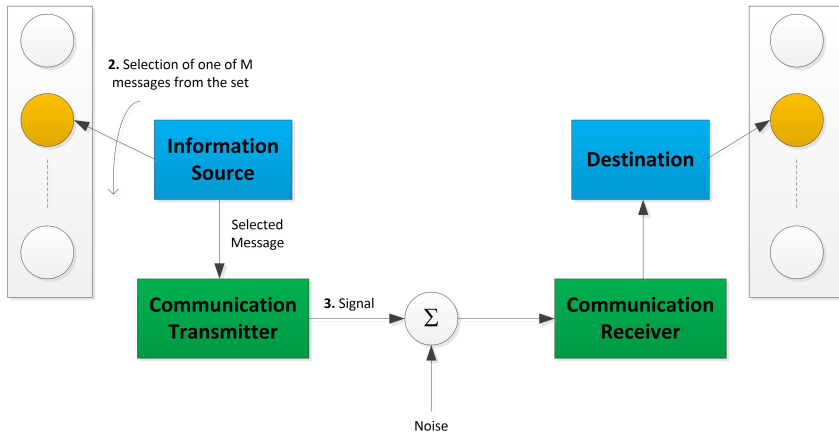 2. Selection of one of M
messages from the set
Information
Source
Destination
Selected
Message
Communication
Transmitter
3. Signal
Σ
Communication
Receiver
Noise